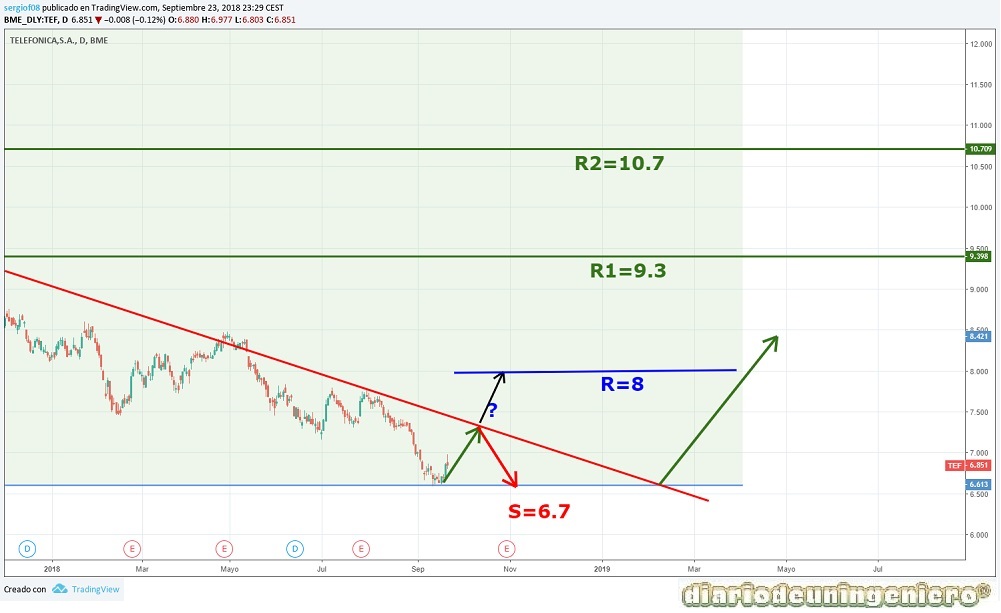 sergiof08 publicado en TradingView.com, Septiembre 23, 2018 23:29 CEST
BME_DLY:TEF, D 6.851 ▼ −0.008 (−0.12%) O:6.880 H:6.977 L:6.803 C:6.851
TELEFONICA,S.A., D, BME
12.000
11.500
11.000
10.709
R2=10.7
10.500
10.000
9.500
9.398
R1=9.3
9.000
8.500
8.421
8.000
R=8
?
7.500
7.000
TEF 6.851
6.613
6.500
S=6.7
6.000
D E E D E E
2018 Mar Mayo Jul Sep Nov 2019 Mar Mayo Jul
Creado con TradingView
diariodeuningeniero